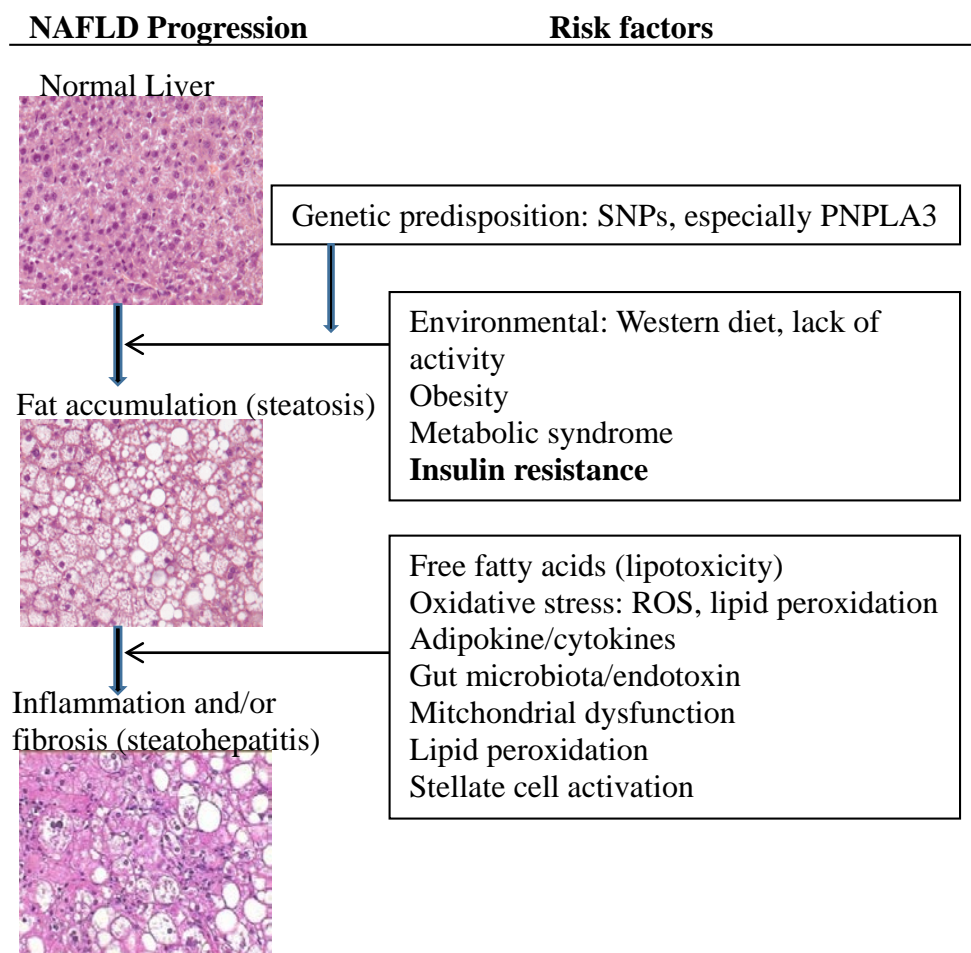 NAFLD Progression Risk factors
Normal Liver
Genetic predisposition: SNPs, especially PNPLA3
Environmental: Western diet, lack of
activity
Obesity
Metabolic syndrome
Insulin resistance
Fat accumulation (steatosis)
Free fatty acids (lipotoxicity)
Oxidative stress: ROS, lipid peroxidation
Adipokine/cytokines
Gut microbiota/endotoxin
Mitchondrial dysfunction
Lipid peroxidation
Stellate cell activation
Inflammation and/or
fibrosis (steatohepatitis)